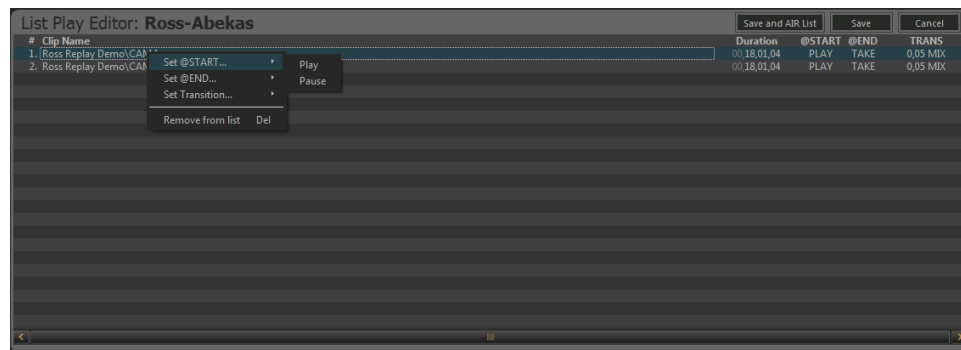 List Play Editor: Ross-Abekas Save and AIR List Save Cancel
# Clip Name Duration @START @END TRANS
1. Ross Replay Demo\CAM 00,18,01,04 PLAY TAKE 0,05 MIX
2. Ross Replay Demo\CAM 00,18,01,04 PLAY TAKE 0,05 MIX
Set @START...
Set @END...
Set Transition...
Remove from list Del
Play
Pause